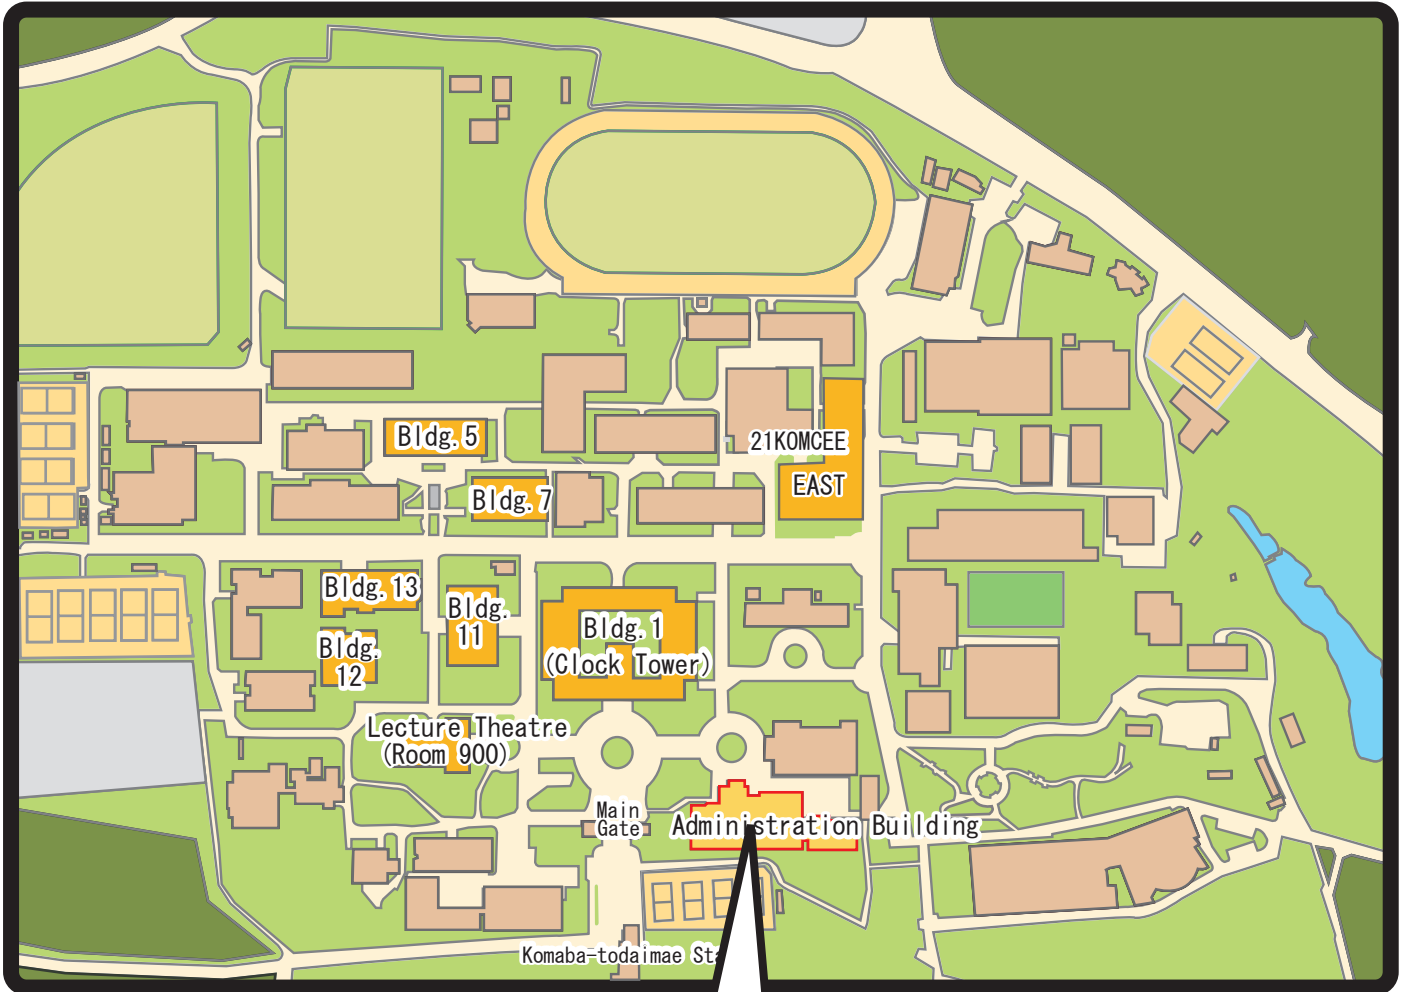 Bldg.5
21KOMCEE
EAST
Bldg.7
Bldg.13
Bldg.
11
Bldg.1
(Clock Tower)
Bldg.
12
Lecture Theatre
(Room 900)
Main
Gate
Administration Building
Komaba-todaimae Sta